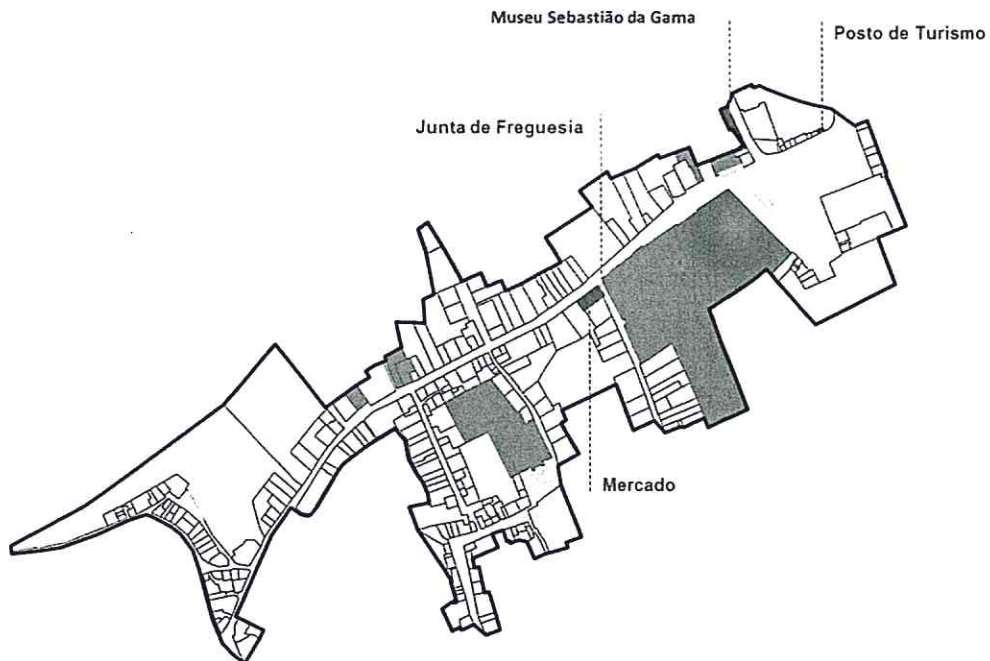 Museu Sebastião da Gama
Posto de Turismo
Junta de Freguesia
Mercado